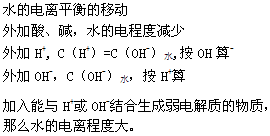 水的电离平衡的移动
外加酸、碱，水的电程度减少
外加H⁺, C（H⁺）=C（OH⁻）水，按OH算⁻
外加OH⁻, C（OH⁻）水，按H⁺算
加入能与H⁺或OH⁻结合生成弱电解质的物质，
那么水的电离程度大。